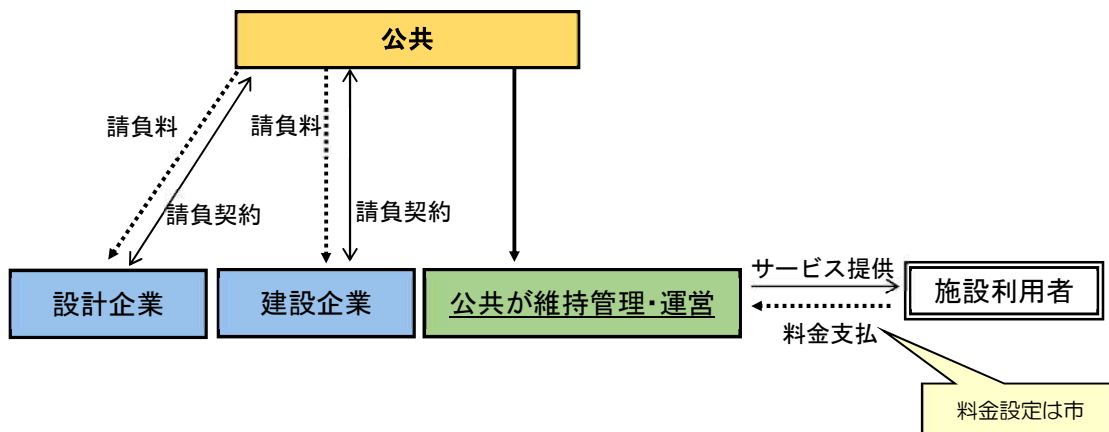 公共
請負料
請負料
請負契約
請負契約
設計企業
建設企業
公共が維持管理・運営
サービス提供
料金支払
施設利用者
料金設定は市